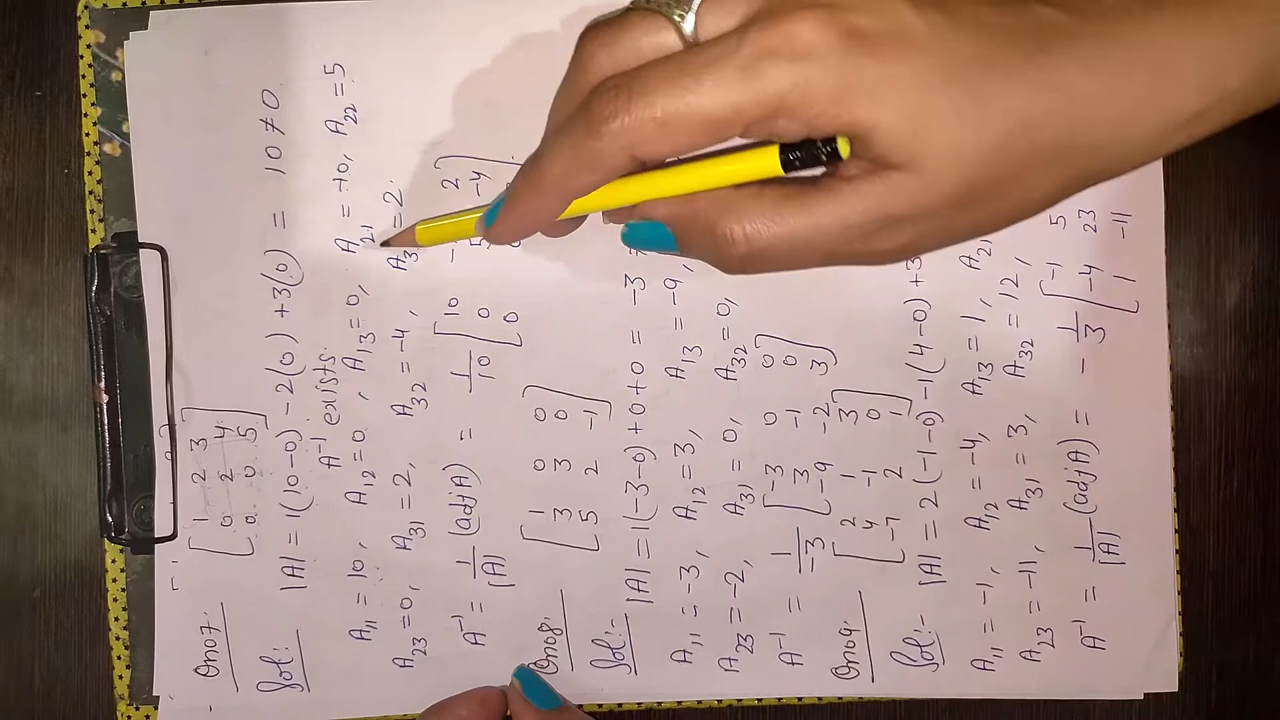 Qno7. [1 2 3
0 2 4
0 0 5]
Sol:- |A| = 1(10-0) -2(0) +3(0) = 10 ≠ 0
A⁻¹ exists.
A₁₁ = 10, A₁₂ = 0, A₁₃ = 0, A₂₁ = -10, A₂₂ = 5
A₂₃ = 0, A₃₁ = 2, A₃₂ = -4, A₃ = 2.
A⁻¹ = 1/|A| (adjA) = 1/10 [10 2
0 5 -4
0]
Qno8. [1 0 0
3 3 0
5 2 -1]
Sol:- |A| = 1(-3-0) +0+0 = -3
A₁₁ = -3, A₁₂ = 3, A₁₃ = -9,
A₂₃ = -2, A₃₁ = 0, A₃₂ = 0,
A⁻¹ = 1/-3 [-3 0 0
3 -1 0
-9 -2 3]
Qno9. [2 1 3
4 -1 0
-7 2 1]
Sol:- |A| = 2(-1-0) -1(4-0) +3
A₁₁ = -1, A₁₂ = -4, A₁₃ = 1, A₂₁
A₂₃ = -11, A₃₁ = 3, A₃₂ = 12,
A⁻¹ = 1/|A| (adjA) = -1/3 [-1 5
-4 23
1 -11